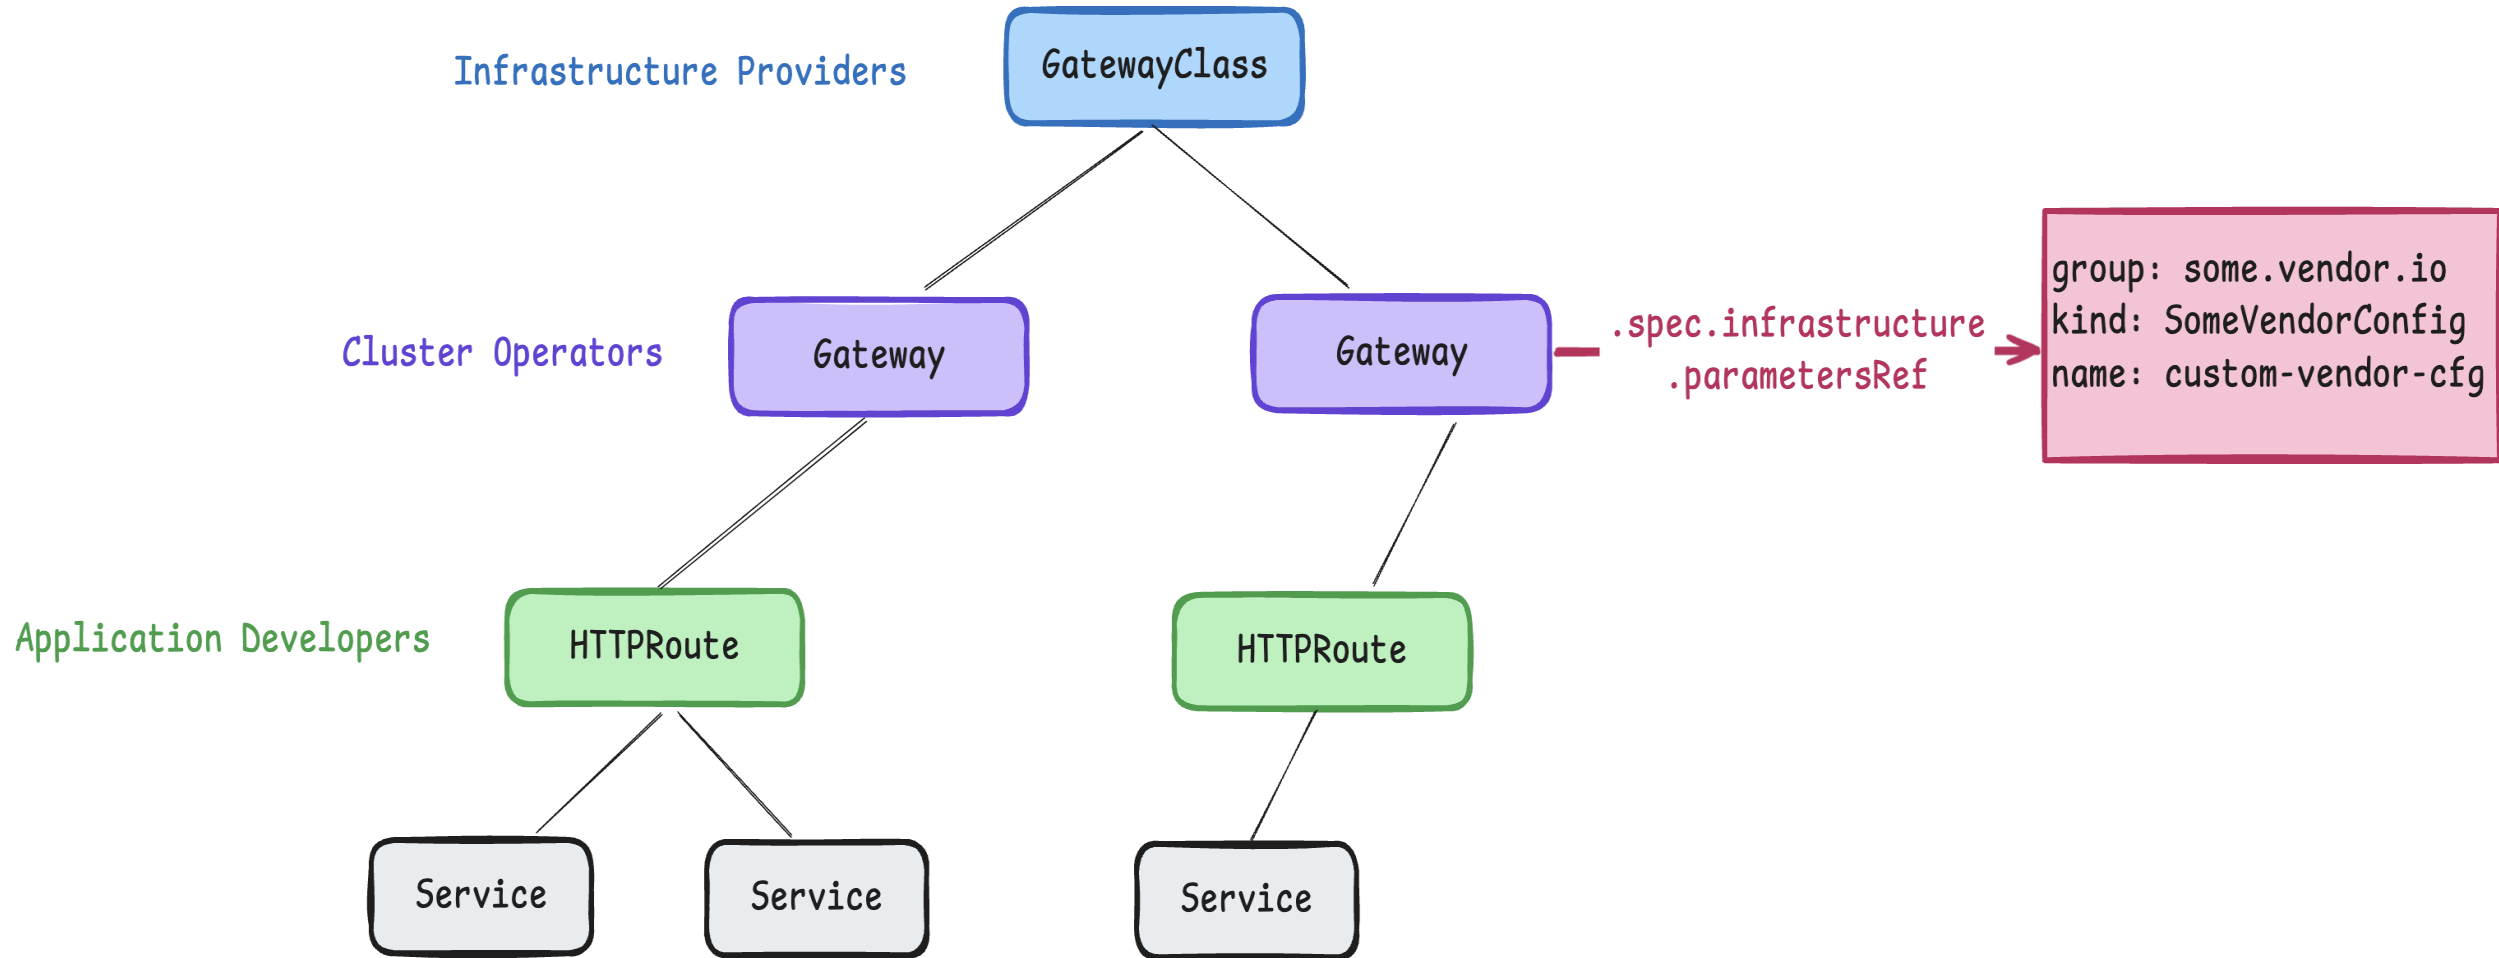 Infrastructure Providers
GatewayClass
Cluster Operators
Gateway
Gateway
.spec.infrastructure
.parametersRef
group: some.vendor.io
kind: SomeVendorConfig
name: custom-vendor-cfg
Application Developers
HTTPRoute
HTTPRoute
Service
Service
Service